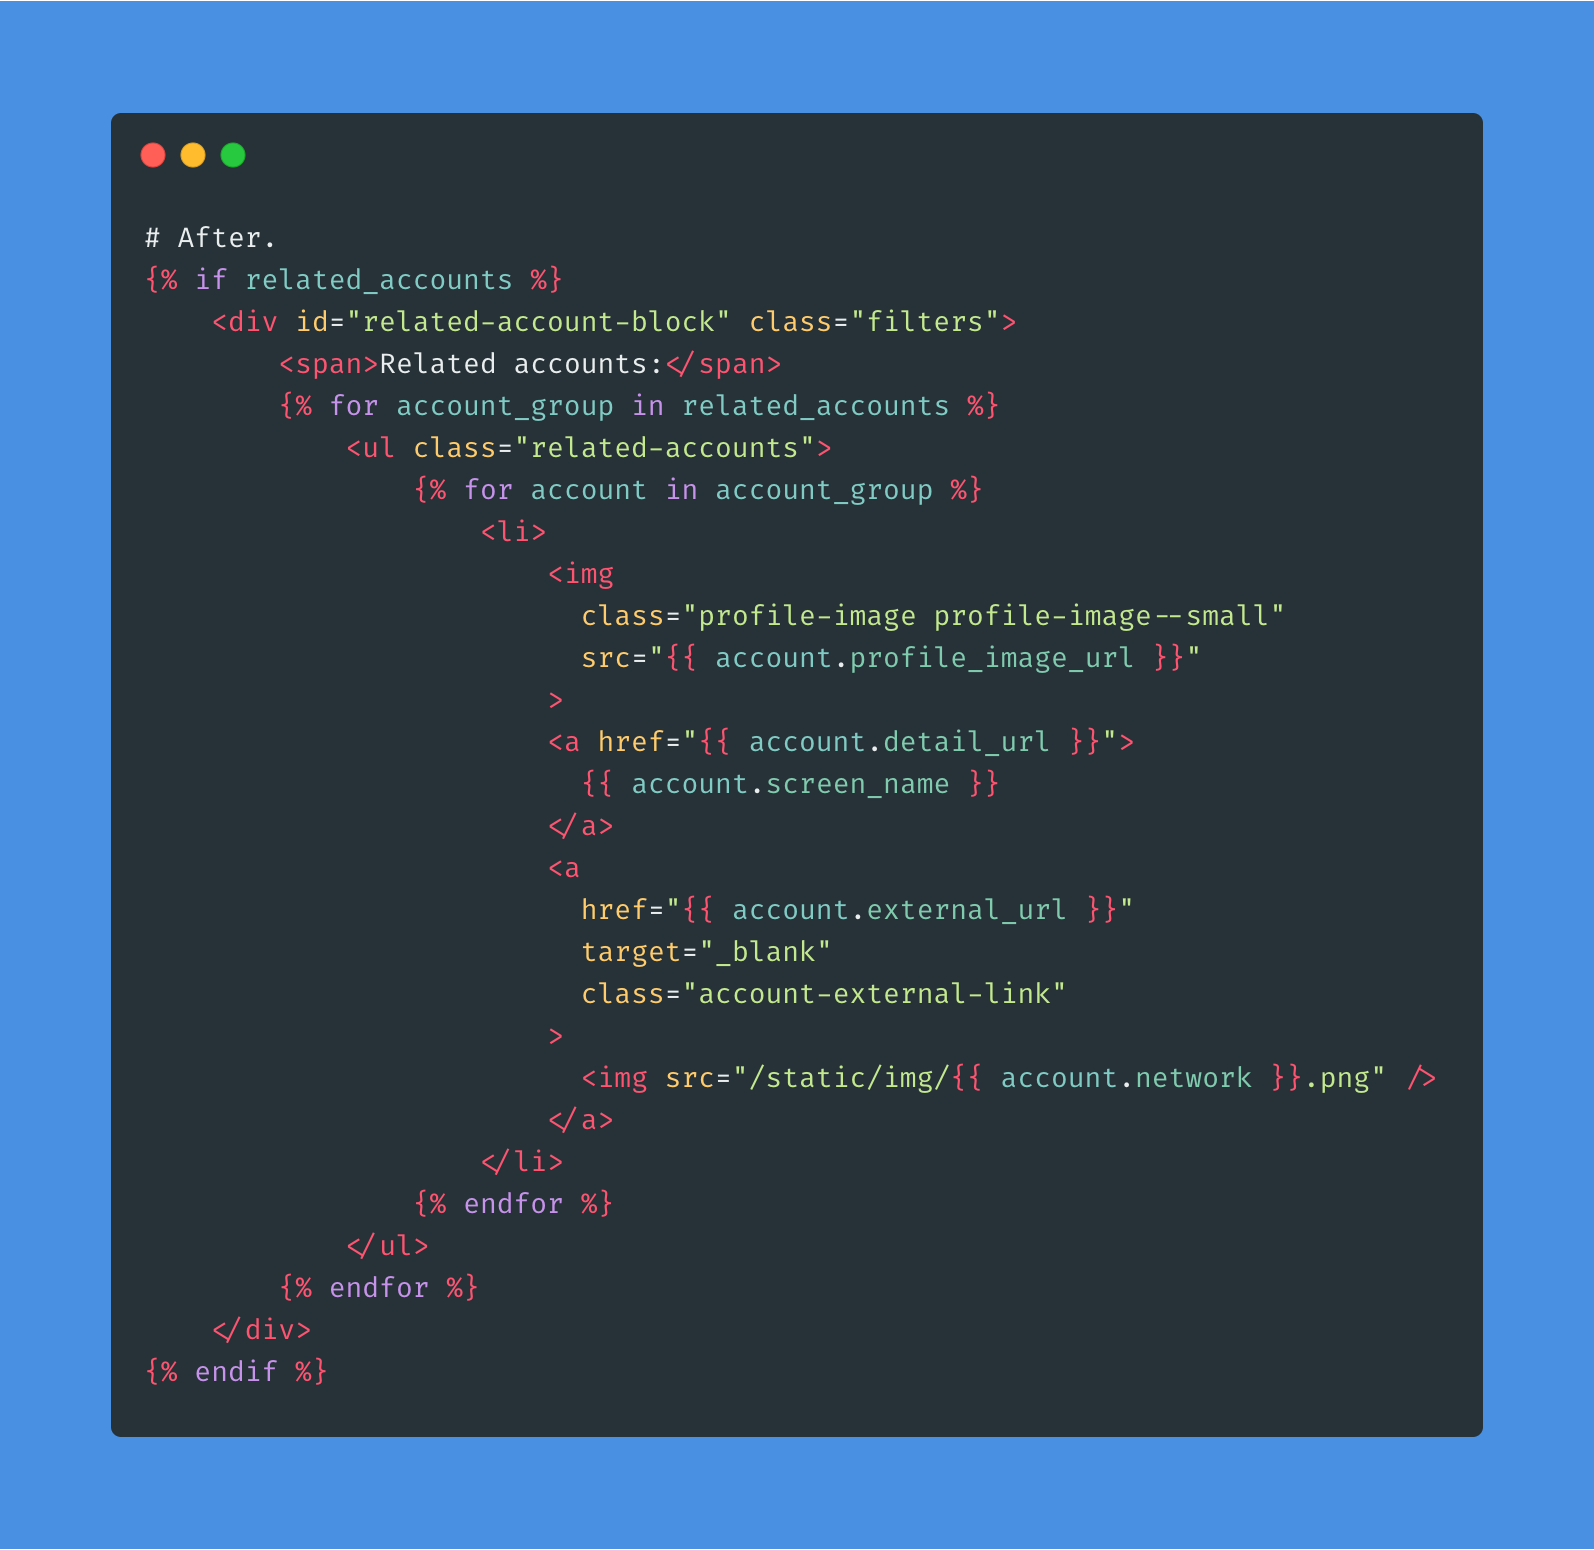 # After.
{% if related_accounts %}
    <div id="related-account-block" class="filters">
        <span>Related accounts:</span>
        {% for account_group in related_accounts %}
            <ul class="related-accounts">
                {% for account in account_group %}
                    <li>
                        <img
                          class="profile-image profile-image--small"
                          src="{{ account.profile_image_url }}"
                        >
                        <a href="{{ account.detail_url }}">
                          {{ account.screen_name }}
                        </a>
                        <a
                          href="{{ account.external_url }}"
                          target="_blank"
                          class="account-external-link"
                        >
                          <img src="/static/img/{{ account.network }}.png" />
                        </a>
                    </li>
                {% endfor %}
            </ul>
        {% endfor %}
    </div>
{% endif %}